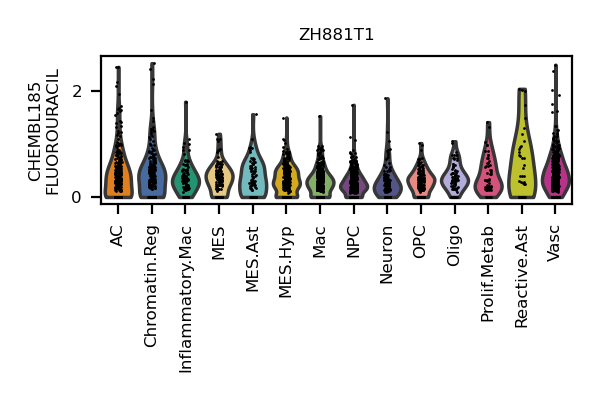 ZH881T1
CHEMBL185
FLUOROURACIL
2
0
AC
Chromatin.Reg
Inflammatory.Mac
MES
MES.Ast
MES.Hyp
Mac
NPC
Neuron
OPC
Oligo
Prolif.Metab
Reactive.Ast
Vasc